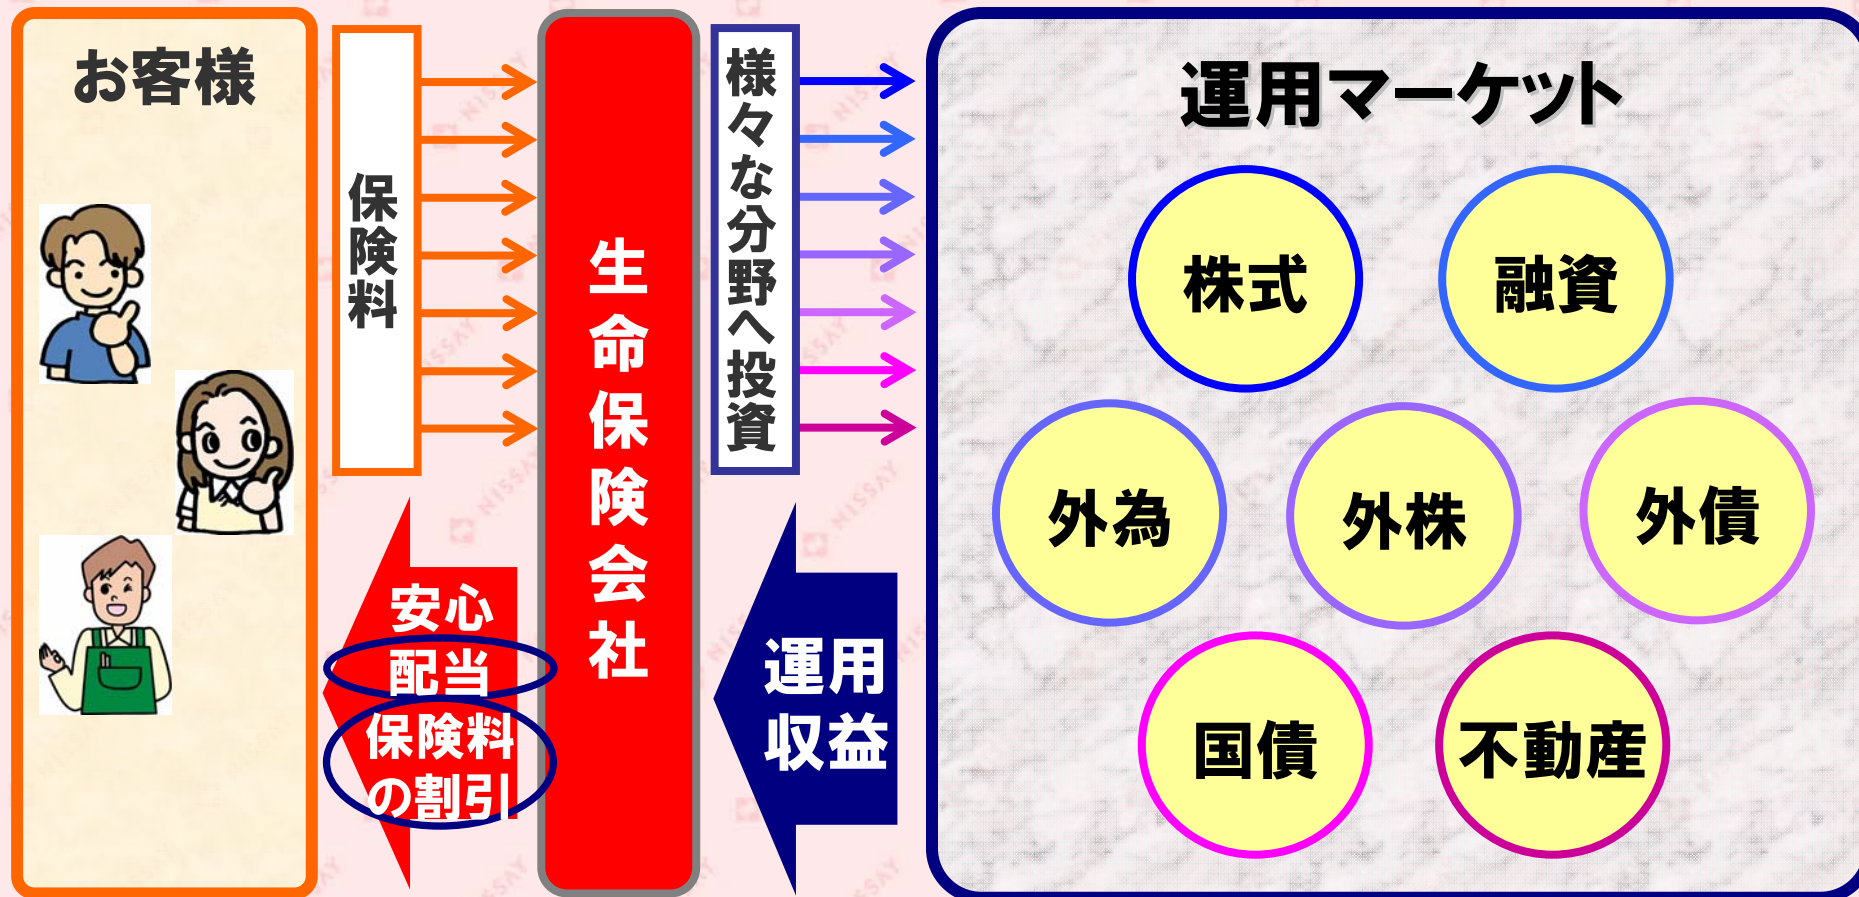 お客様
保険料
生命保険会社
様々な分野へ投資
運用マーケット
株式
融資
外為
外株
外債
国債
不動産
運用
収益
安心
配当
保険料
の割引
NISSAY